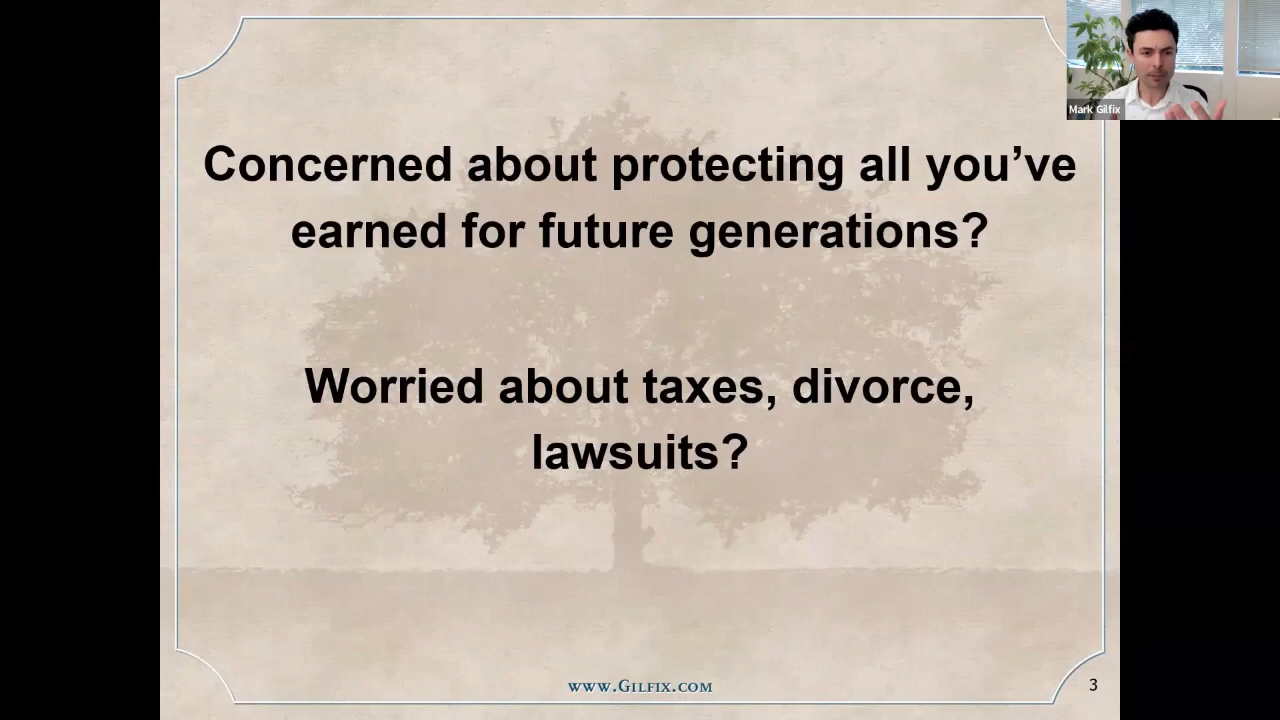 Mark Gilfix
Concerned about protecting all you’ve
earned for future generations?
Worried about taxes, divorce,
lawsuits?
www.Gilfix.com
3